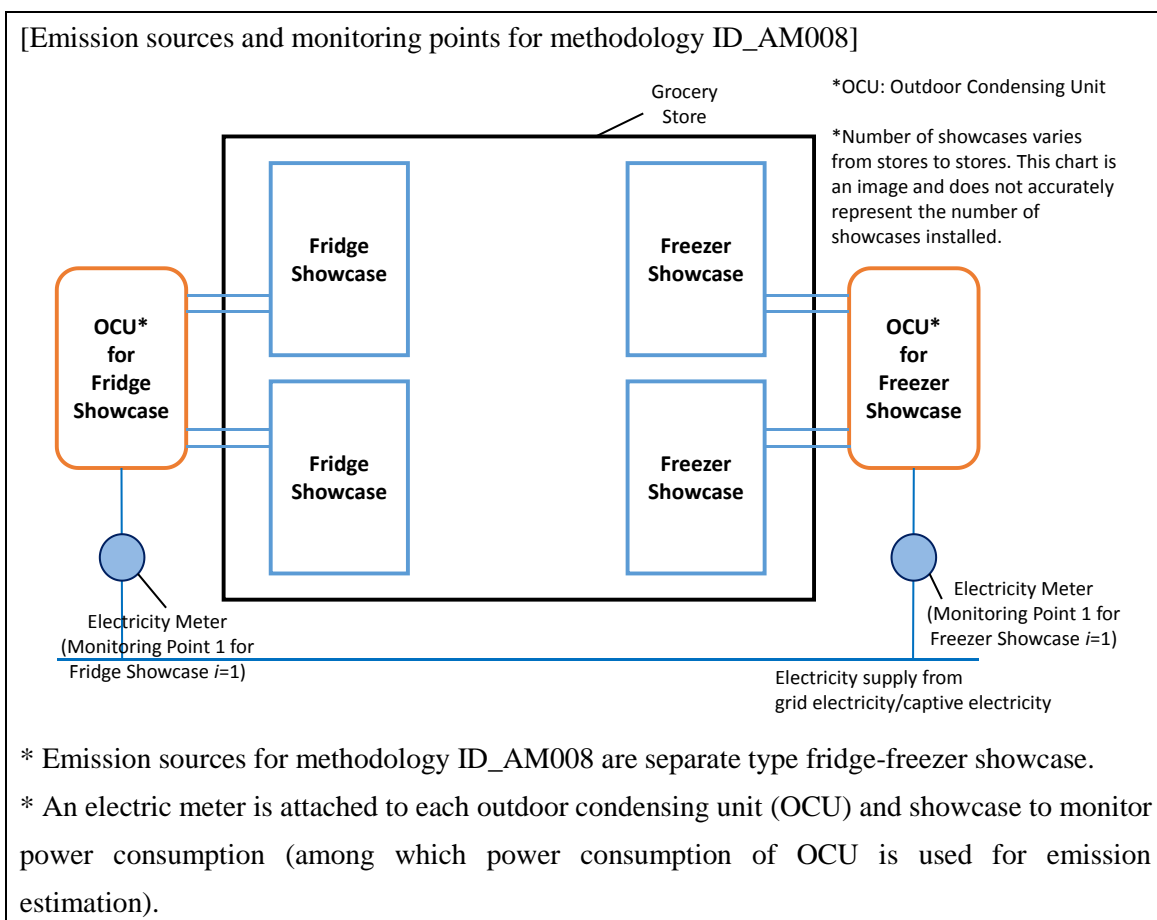 [Emission sources and monitoring points for methodology ID_AM008]
Grocery
Store
*OCU: Outdoor Condensing Unit
*Number of showcases varies
from stores to stores. This chart is
an image and does not accurately
represent the number of
showcases installed.
Fridge
Showcase
Freezer
Showcase
OCU*
for
Fridge
Showcase
OCU*
for
Freezer
Showcase
Fridge
Showcase
Freezer
Showcase
Electricity Meter
(Monitoring Point 1 for
Fridge Showcase i=1)
Electricity Meter
(Monitoring Point 1 for
Freezer Showcase i=1)
Electricity supply from
grid electricity/captive electricity
* Emission sources for methodology ID_AM008 are separate type fridge-freezer showcase.
* An electric meter is attached to each outdoor condensing unit (OCU) and showcase to monitor
power consumption (among which power consumption of OCU is used for emission
estimation).